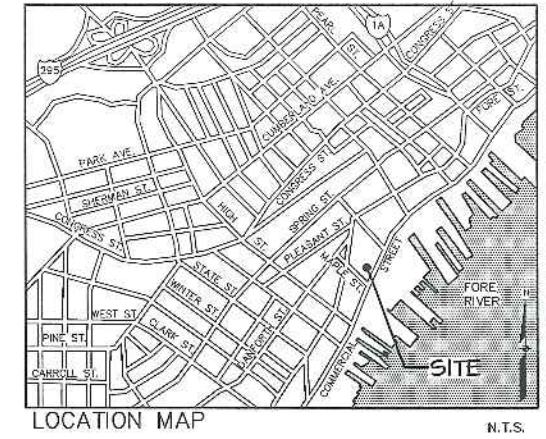 PEARL ST.
1A
CONGRESS ST.
295
FORE ST.
CUMBERLAND AVE.
PARK AVE.
SHERMAN ST.
CONGRESS ST.
HIGH ST.
CONGRESS ST.
SPRING ST.
PLEASANT ST.
MAPLE ST.
STATE ST.
WINTER ST.
WEST ST.
CLARK ST.
PINE ST.
CARROLL ST.
DANFORTH ST.
COMMERCIAL STREET
FORE
RIVER
N
SITE
LOCATION MAP
N.T.S.